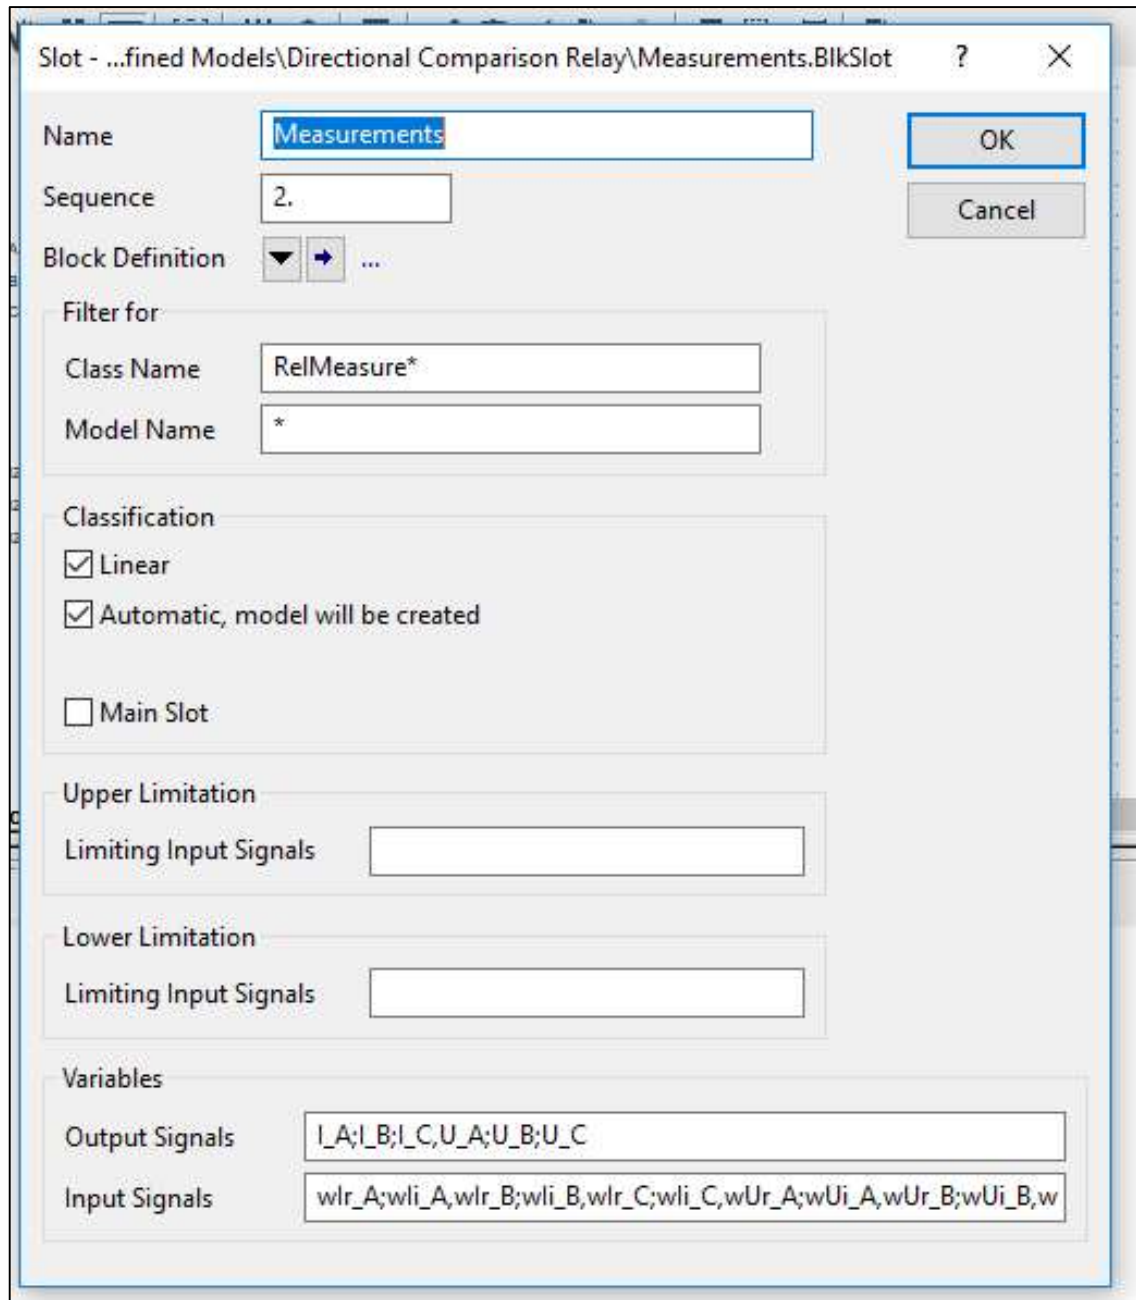 Slot - ...fined Models\Directional Comparison Relay\Measurements.BlkSlot ?
Name Measurements OK
Sequence 2. Cancel
Block Definition ...
Filter for
Class Name RelMeasure*
Model Name *
Classification
Linear
Automatic, model will be created
Main Slot
Upper Limitation
Limiting Input Signals
Lower Limitation
Limiting Input Signals
Variables
Output Signals I_A;I_B;I_C,U_A;U_B;U_C
Input Signals wIr_A;wIi_A,wIr_B;wIi_B,wIr_C;wIi_C,wUr_A;wUi_A,wUr_B;wUi_B,w